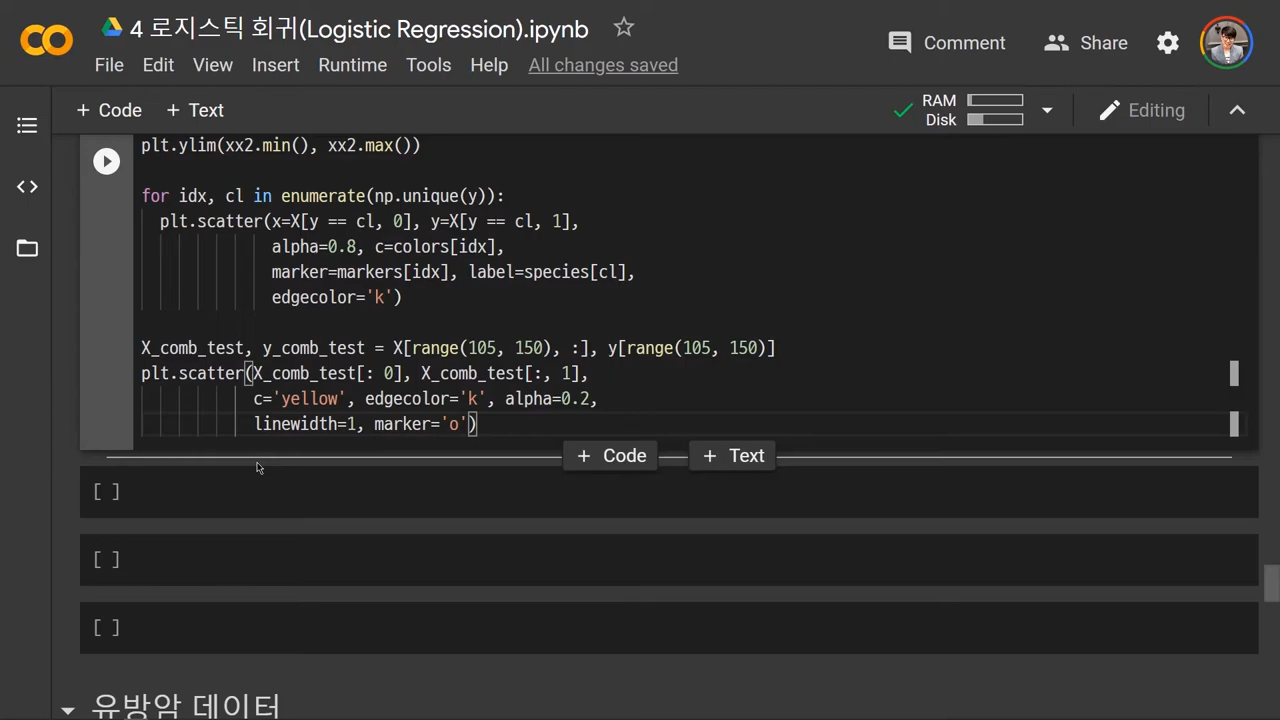 4 로지스틱 회귀(Logistic Regression).ipynb
Comment
Share
File Edit View Insert Runtime Tools Help All changes saved
+ Code + Text
RAM
Disk
Editing
plt.ylim(xx2.min(), xx2.max())
for idx, cl in enumerate(np.unique(y)):
plt.scatter(x=X[y == cl, 0], y=X[y == cl, 1],
alpha=0.8, c=colors[idx],
marker=markers[idx], label=species[cl],
edgecolor='k')
X_comb_test, y_comb_test = X[range(105, 150), :], y[range(105, 150)]
plt.scatter(X_comb_test[: 0], X_comb_test[:, 1],
c='yellow', edgecolor='k', alpha=0.2,
linewidth=1, marker='o')
+ Code + Text
[ ]
[ ]
[ ]
유방암 데이터